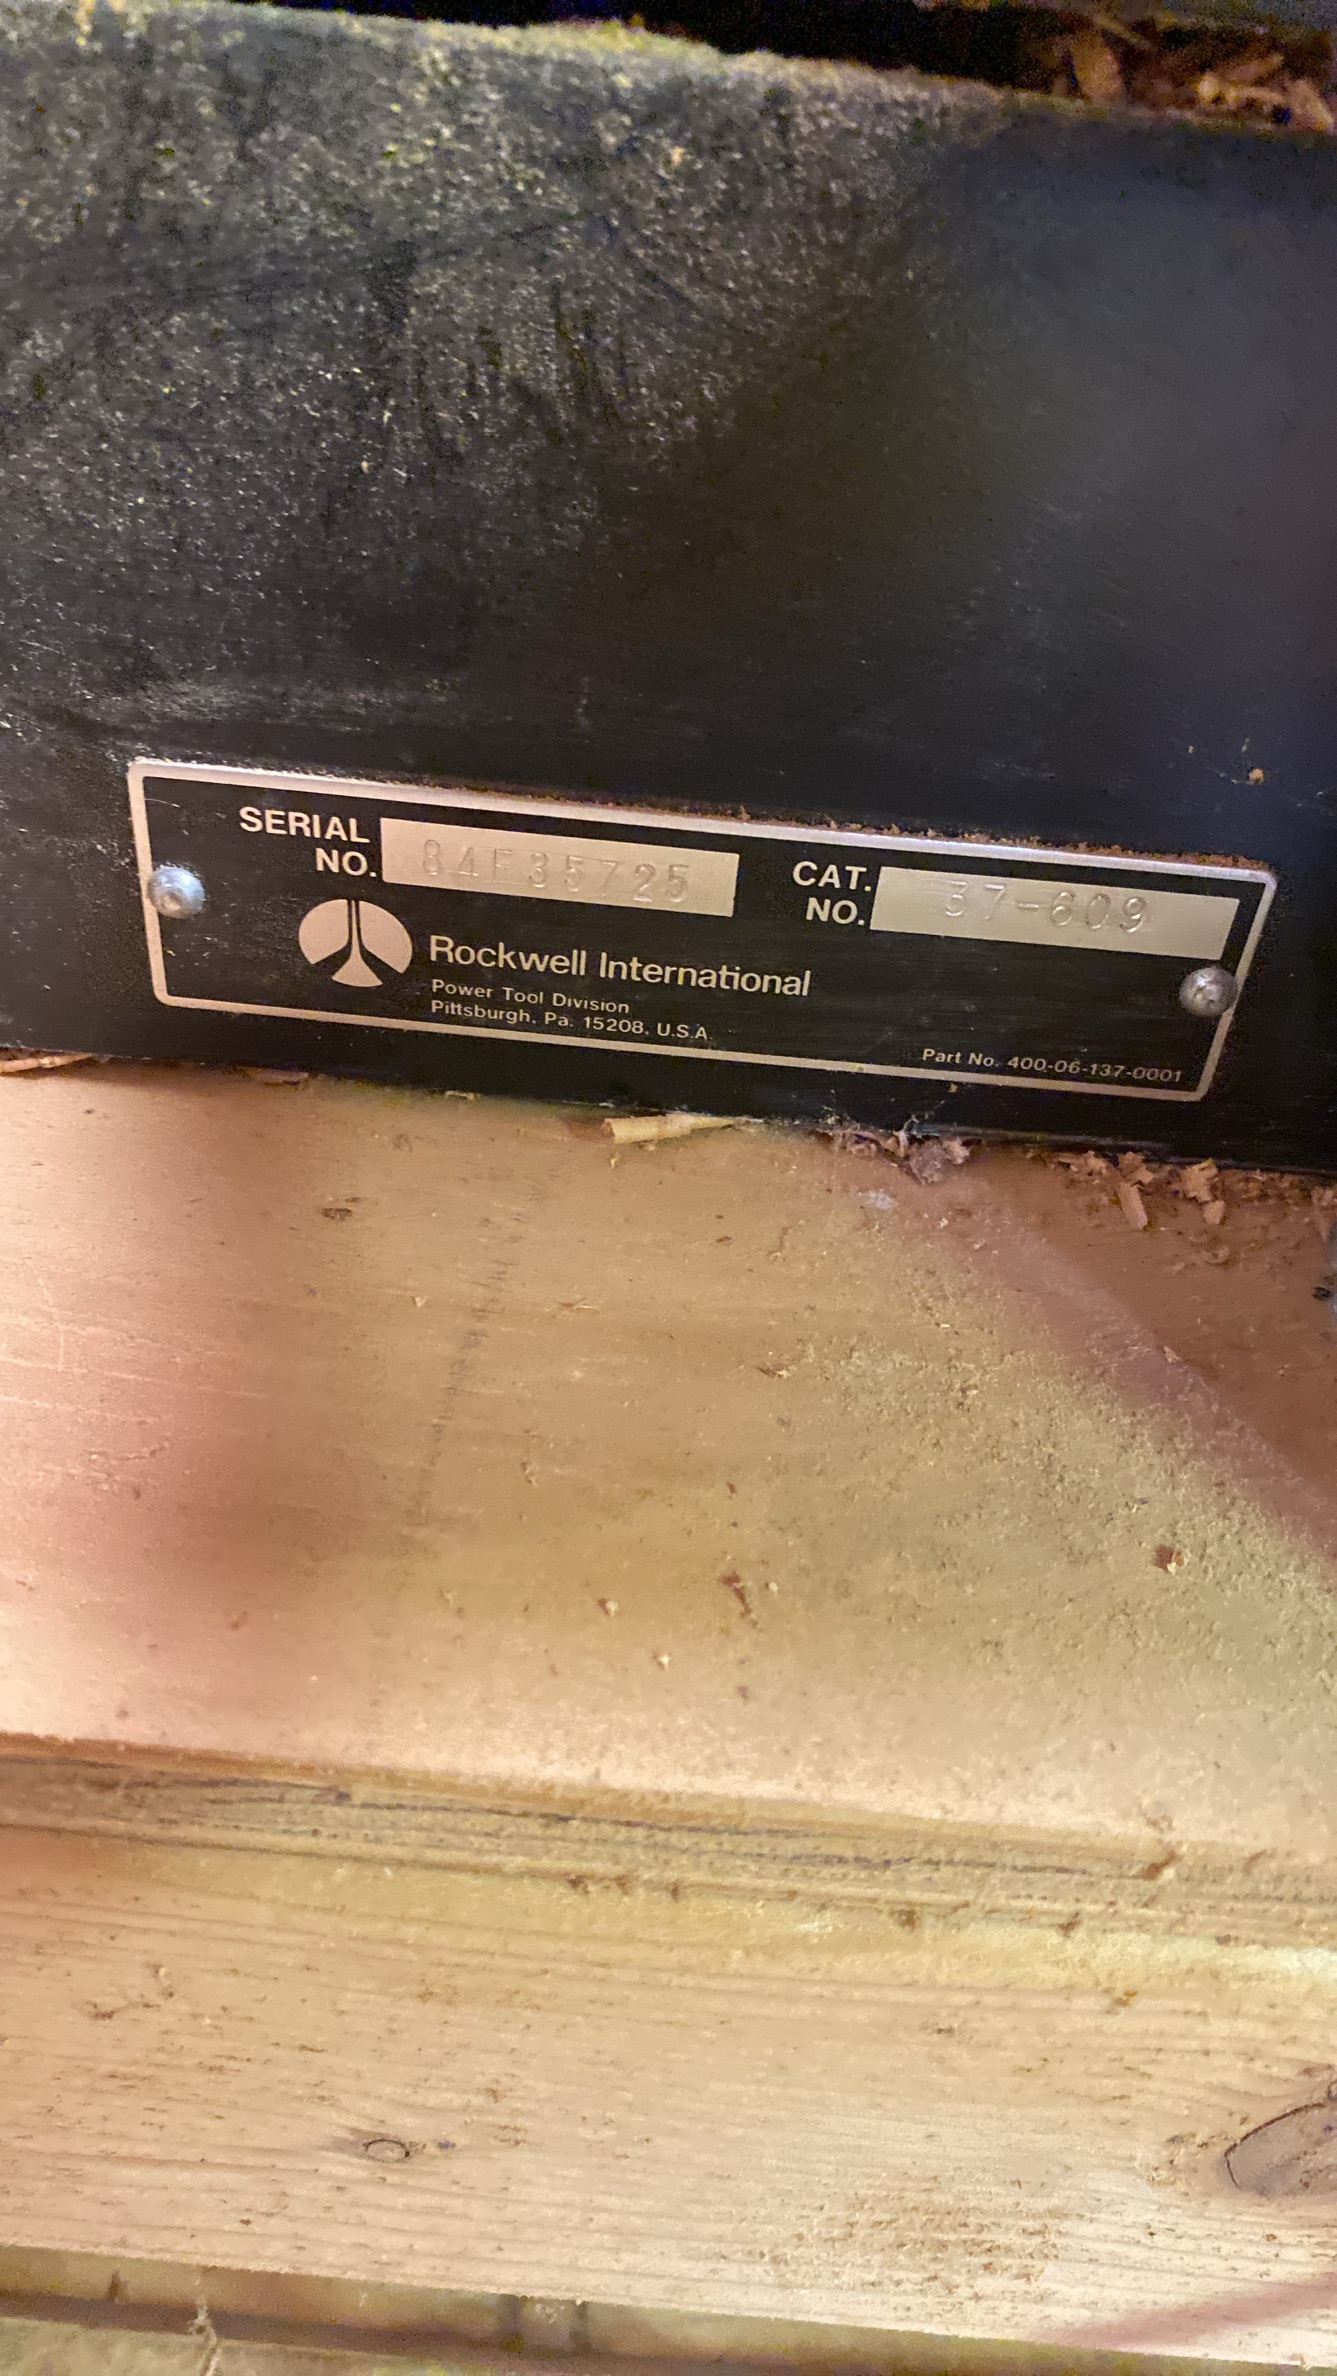 SERIAL NO. 84F35725
CAT. NO. 37-609
Rockwell International
Power Tool Division
Pittsburgh, Pa. 15208, U.S.A.
Part No. 400-06-137-0001